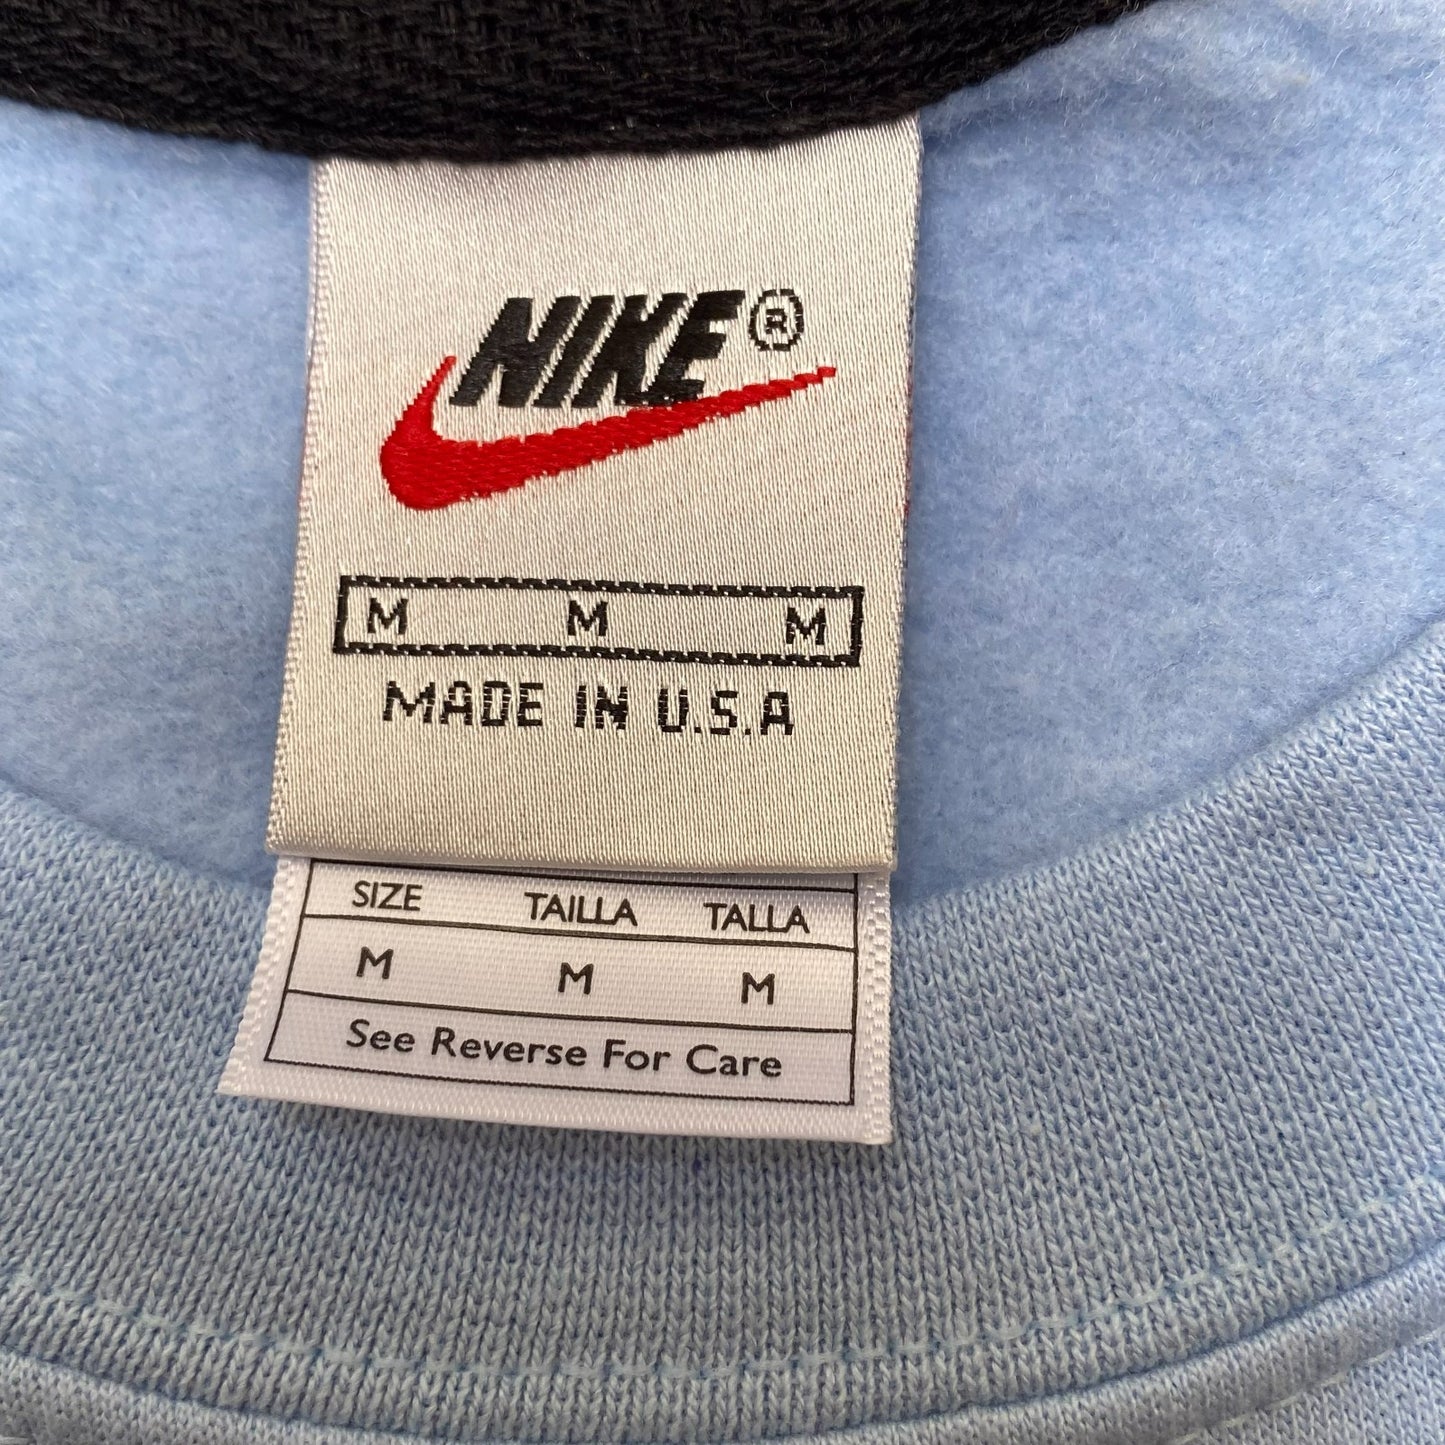 NIKE®
M M M
MADE IN U.S.A
SIZE TAILLA TALLA
M M M
See Reverse For Care